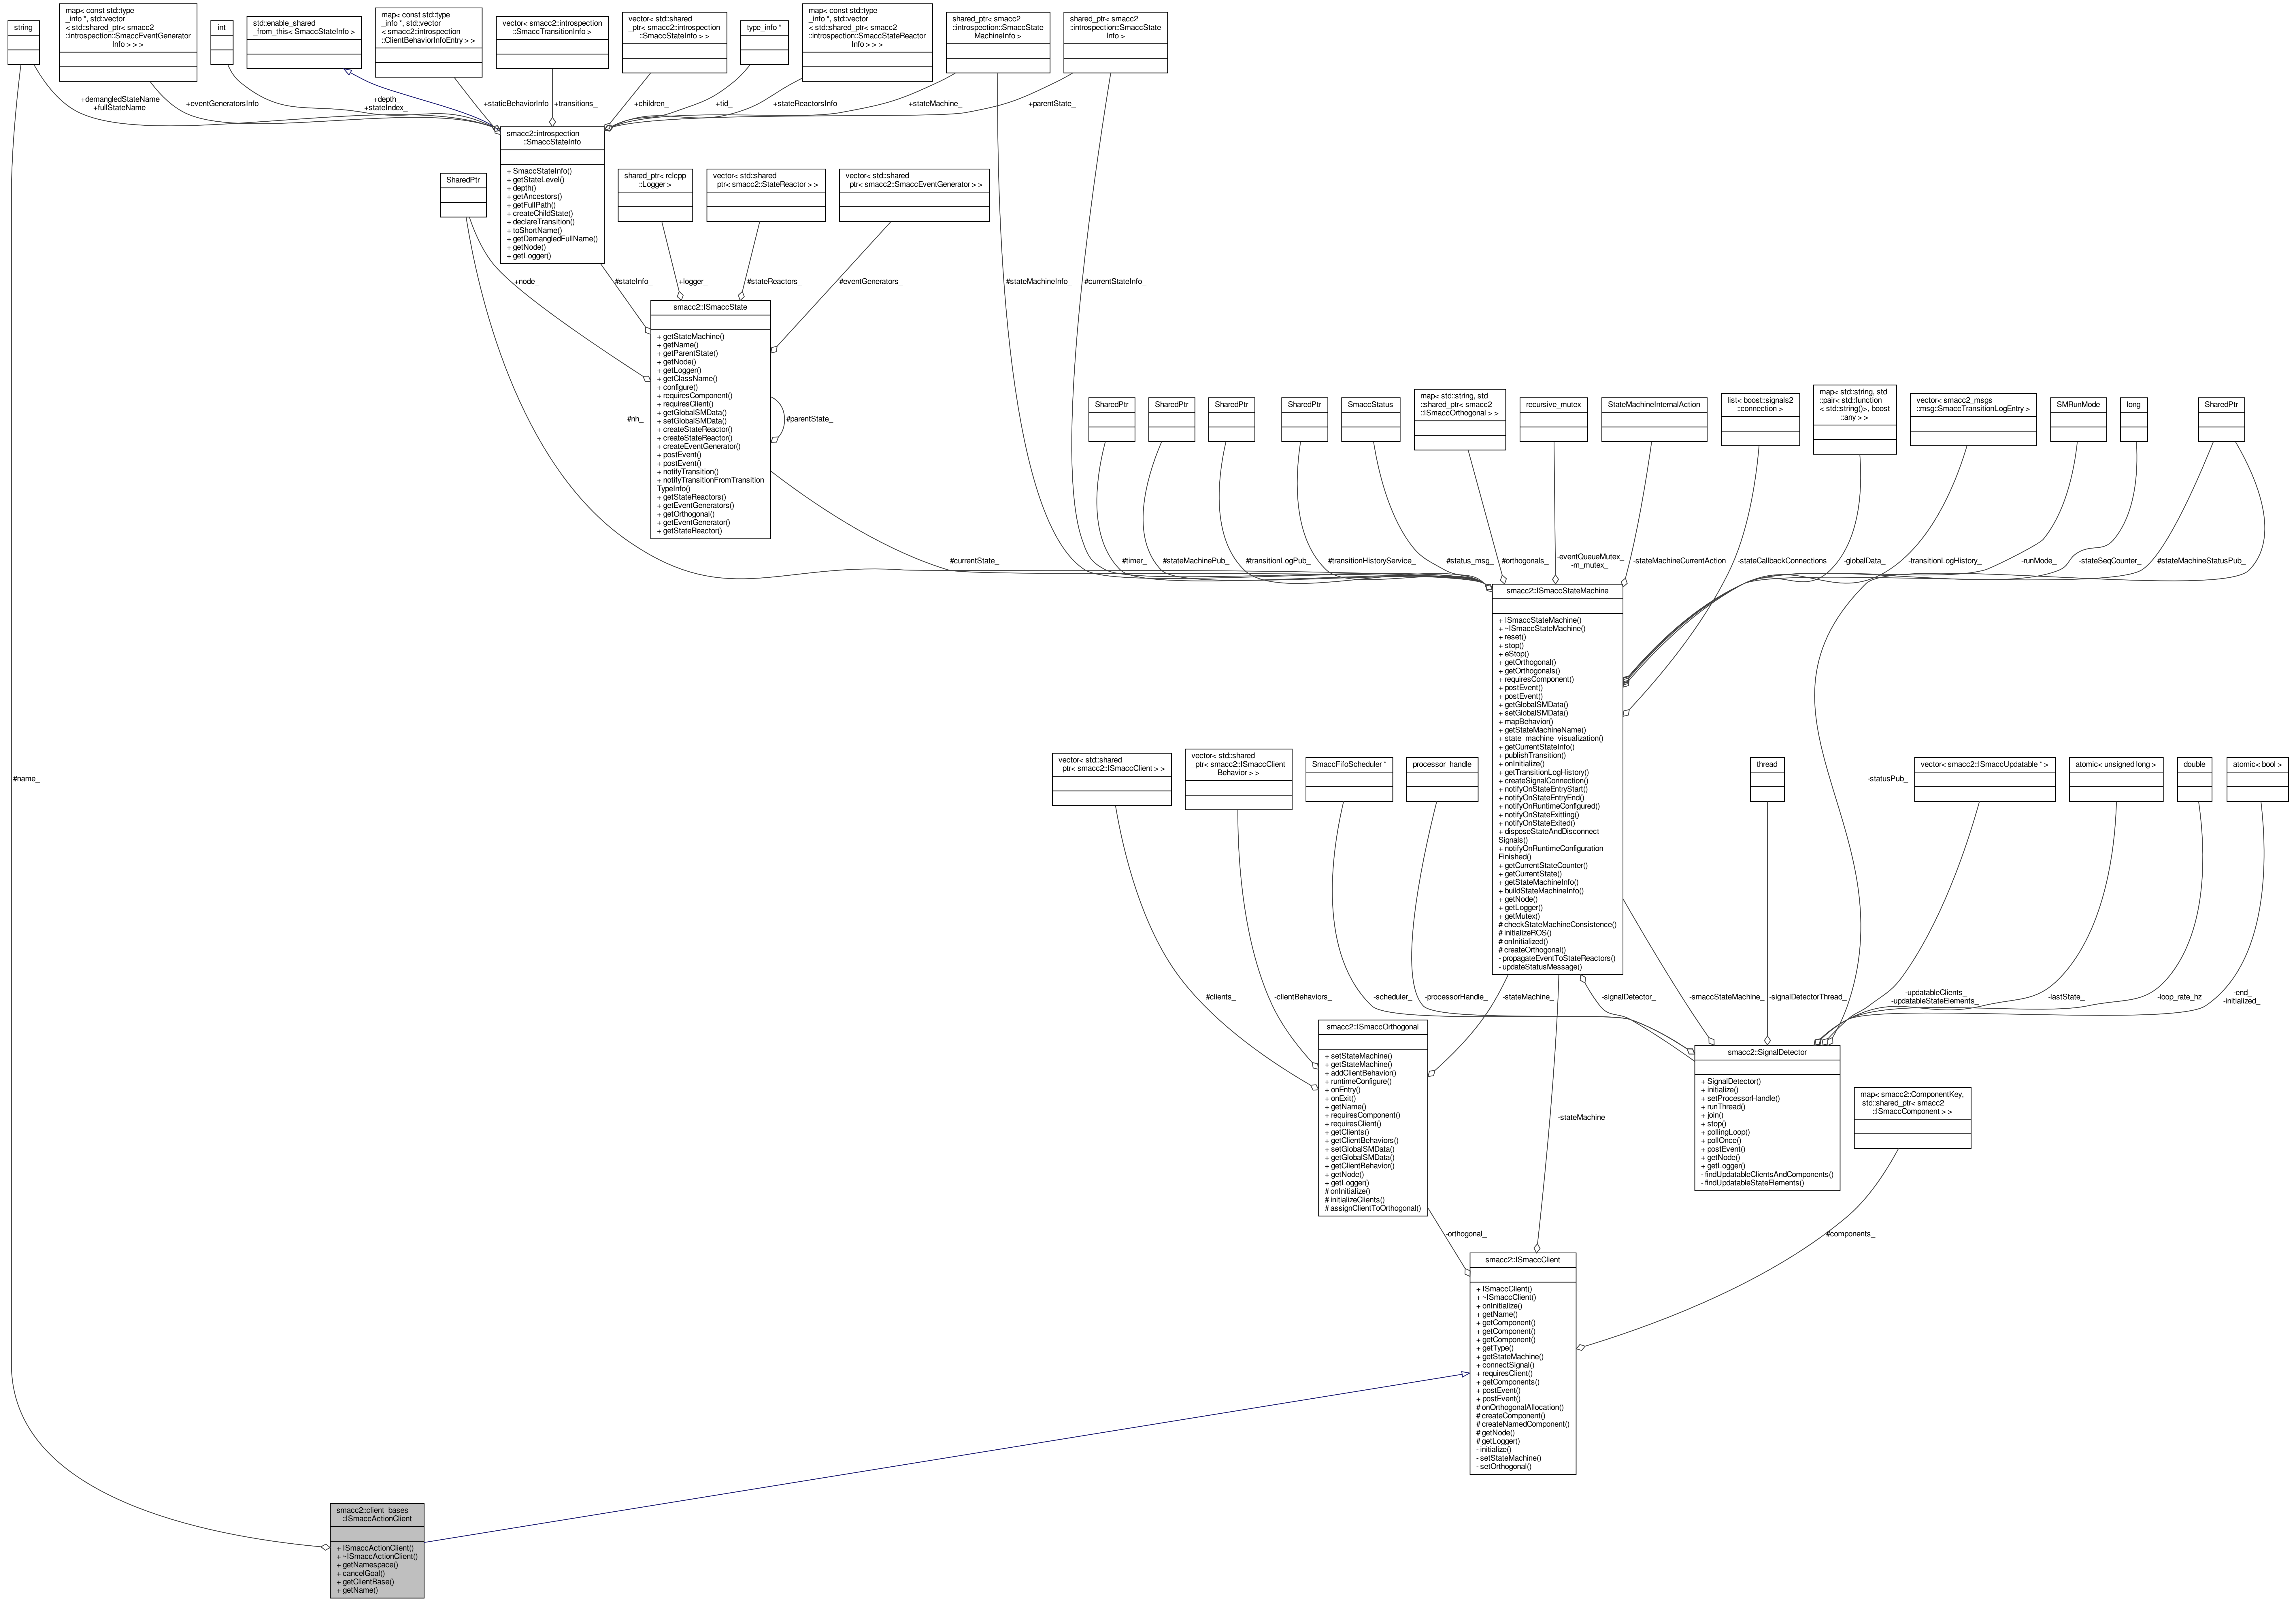 string
map< const std::type
_info *, std::vector
< std::shared_ptr< smacc2
::introspection::SmaccEventGenerator
Info > > >
int
std::enable_shared
_from_this< SmaccStateInfo >
map< const std::type
_info *, std::vector
< smacc2::introspection
::ClientBehaviorInfoEntry > >
vector< smacc2::introspection
::SmaccTransitionInfo >
vector< std::shared
_ptr< smacc2::introspection
::SmaccStateInfo > >
type_info *
map< const std::type
_info *, std::vector
< std::shared_ptr< smacc2
::introspection::SmaccStateReactor
Info > > >
shared_ptr< smacc2
::introspection::SmaccState
MachineInfo >
shared_ptr< smacc2
::introspection::SmaccState
Info >
+demangledStateName
+fullStateName
+eventGeneratorsInfo
+depth_
+stateIndex_
+staticBehaviorInfo
+transitions_
+children_
+tid_
+stateReactorsInfo
+stateMachine_
+parentState_
smacc2::introspection
::SmaccStateInfo
+ SmaccStateInfo()
+ getStateLevel()
+ depth()
+ getAncestors()
+ getFullPath()
+ createChildState()
+ declareTransition()
+ toShortName()
+ getDemangledFullName()
+ getNode()
+ getLogger()
SharedPtr
shared_ptr< rclcpp
::Logger >
vector< std::shared
_ptr< smacc2::StateReactor > >
vector< std::shared
_ptr< smacc2::SmaccEventGenerator > >
+node_
#stateInfo_
+logger_
#stateReactors_
#eventGenerators_
#stateMachineInfo_
#currentStateInfo_
smacc2::ISmaccState
+ getStateMachine()
+ getName()
+ getParentState()
+ getNode()
+ getLogger()
+ getClassName()
+ configure()
+ requiresComponent()
+ requiresClient()
+ getGlobalSMData()
+ setGlobalSMData()
+ createStateReactor()
+ createStateReactor()
+ createEventGenerator()
+ postEvent()
+ postEvent()
+ notifyTransition()
+ notifyTransitionFromTransition
TypeInfo()
+ getStateReactors()
+ getEventGenerators()
+ getOrthogonal()
+ getEventGenerator()
+ getStateReactor()
#nh_
#parentState_
SharedPtr
SharedPtr
SharedPtr
SharedPtr
SmaccStatus
map< std::string, std
::shared_ptr< smacc2
::ISmaccOrthogonal > >
recursive_mutex
StateMachineInternalAction
list< boost::signals2
::connection >
map< std::string, std
::pair< std::function
< std::string()>, boost
::any > >
vector< smacc2_msgs
::msg::SmaccTransitionLogEntry >
SMRunMode
long
SharedPtr
#currentState_
#timer_
#stateMachinePub_
#transitionLogPub_
#transitionHistoryService_
#status_msg_
#orthogonals_
-eventQueueMutex_
-m_mutex_
-stateMachineCurrentAction
-stateCallbackConnections
-globalData_
-transitionLogHistory_
-runMode_
-stateSeqCounter_
#stateMachineStatusPub_
smacc2::ISmaccStateMachine
+ ISmaccStateMachine()
+ ~ISmaccStateMachine()
+ reset()
+ stop()
+ eStop()
+ getOrthogonal()
+ getOrthogonals()
+ requiresComponent()
+ postEvent()
+ postEvent()
+ getGlobalSMData()
+ setGlobalSMData()
+ mapBehavior()
+ getStateMachineName()
+ state_machine_visualization()
+ getCurrentStateInfo()
+ publishTransition()
+ onInitialize()
+ getTransitionLogHistory()
+ createSignalConnection()
+ notifyOnStateEntryStart()
+ notifyOnStateEntryEnd()
+ notifyOnRuntimeConfigured()
+ notifyOnStateExitting()
+ notifyOnStateExited()
+ disposeStateAndDisconnect
Signals()
+ notifyOnRuntimeConfiguration
Finished()
+ getCurrentStateCounter()
+ getCurrentState()
+ getStateMachineInfo()
+ buildStateMachineInfo()
+ getNode()
+ getLogger()
+ getMutex()
# checkStateMachineConsistence()
# initializeROS()
# onInitialized()
# createOrthogonal()
- propagateEventToStateReactors()
- updateStatusMessage()
#name_
vector< std::shared
_ptr< smacc2::ISmaccClient > >
vector< std::shared
_ptr< smacc2::ISmaccClient
Behavior > >
SmaccFifoScheduler *
processor_handle
thread
-statusPub_
vector< smacc2::ISmaccUpdatable * >
atomic< unsigned long >
double
atomic< bool >
#clients_
-clientBehaviors_
-scheduler_
-processorHandle_
-stateMachine_
-signalDetector_
-smaccStateMachine_
-signalDetectorThread_
-updatableClients_
-updatableStateElements_
-lastState_
-loop_rate_hz
-end_
-initialized_
smacc2::ISmaccOrthogonal
+ setStateMachine()
+ getStateMachine()
+ addClientBehavior()
+ runtimeConfigure()
+ onEntry()
+ onExit()
+ getName()
+ requiresComponent()
+ requiresClient()
+ getClients()
+ getClientBehaviors()
+ setGlobalSMData()
+ getGlobalSMData()
+ getClientBehavior()
+ getNode()
+ getLogger()
# onInitialize()
# initializeClients()
# assignClientToOrthogonal()
-stateMachine_
smacc2::SignalDetector
+ SignalDetector()
+ initialize()
+ setProcessorHandle()
+ runThread()
+ join()
+ stop()
+ pollingLoop()
+ pollOnce()
+ postEvent()
+ getNode()
+ getLogger()
- findUpdatableClientsAndComponents()
- findUpdatableStateElements()
map< smacc2::ComponentKey,
std::shared_ptr< smacc2
::ISmaccComponent > >
-orthogonal_
#components_
smacc2::ISmaccClient
+ ISmaccClient()
+ ~ISmaccClient()
+ onInitialize()
+ getName()
+ getComponent()
+ getComponent()
+ getComponent()
+ getType()
+ getStateMachine()
+ connectSignal()
+ requiresClient()
+ getComponents()
+ postEvent()
+ postEvent()
# onOrthogonalAllocation()
# createComponent()
# createNamedComponent()
# getNode()
# getLogger()
- initialize()
- setStateMachine()
- setOrthogonal()
smacc2::client_bases
::ISmaccActionClient
+ ISmaccActionClient()
+ ~ISmaccActionClient()
+ getNamespace()
+ cancelGoal()
+ getClientBase()
+ getName()